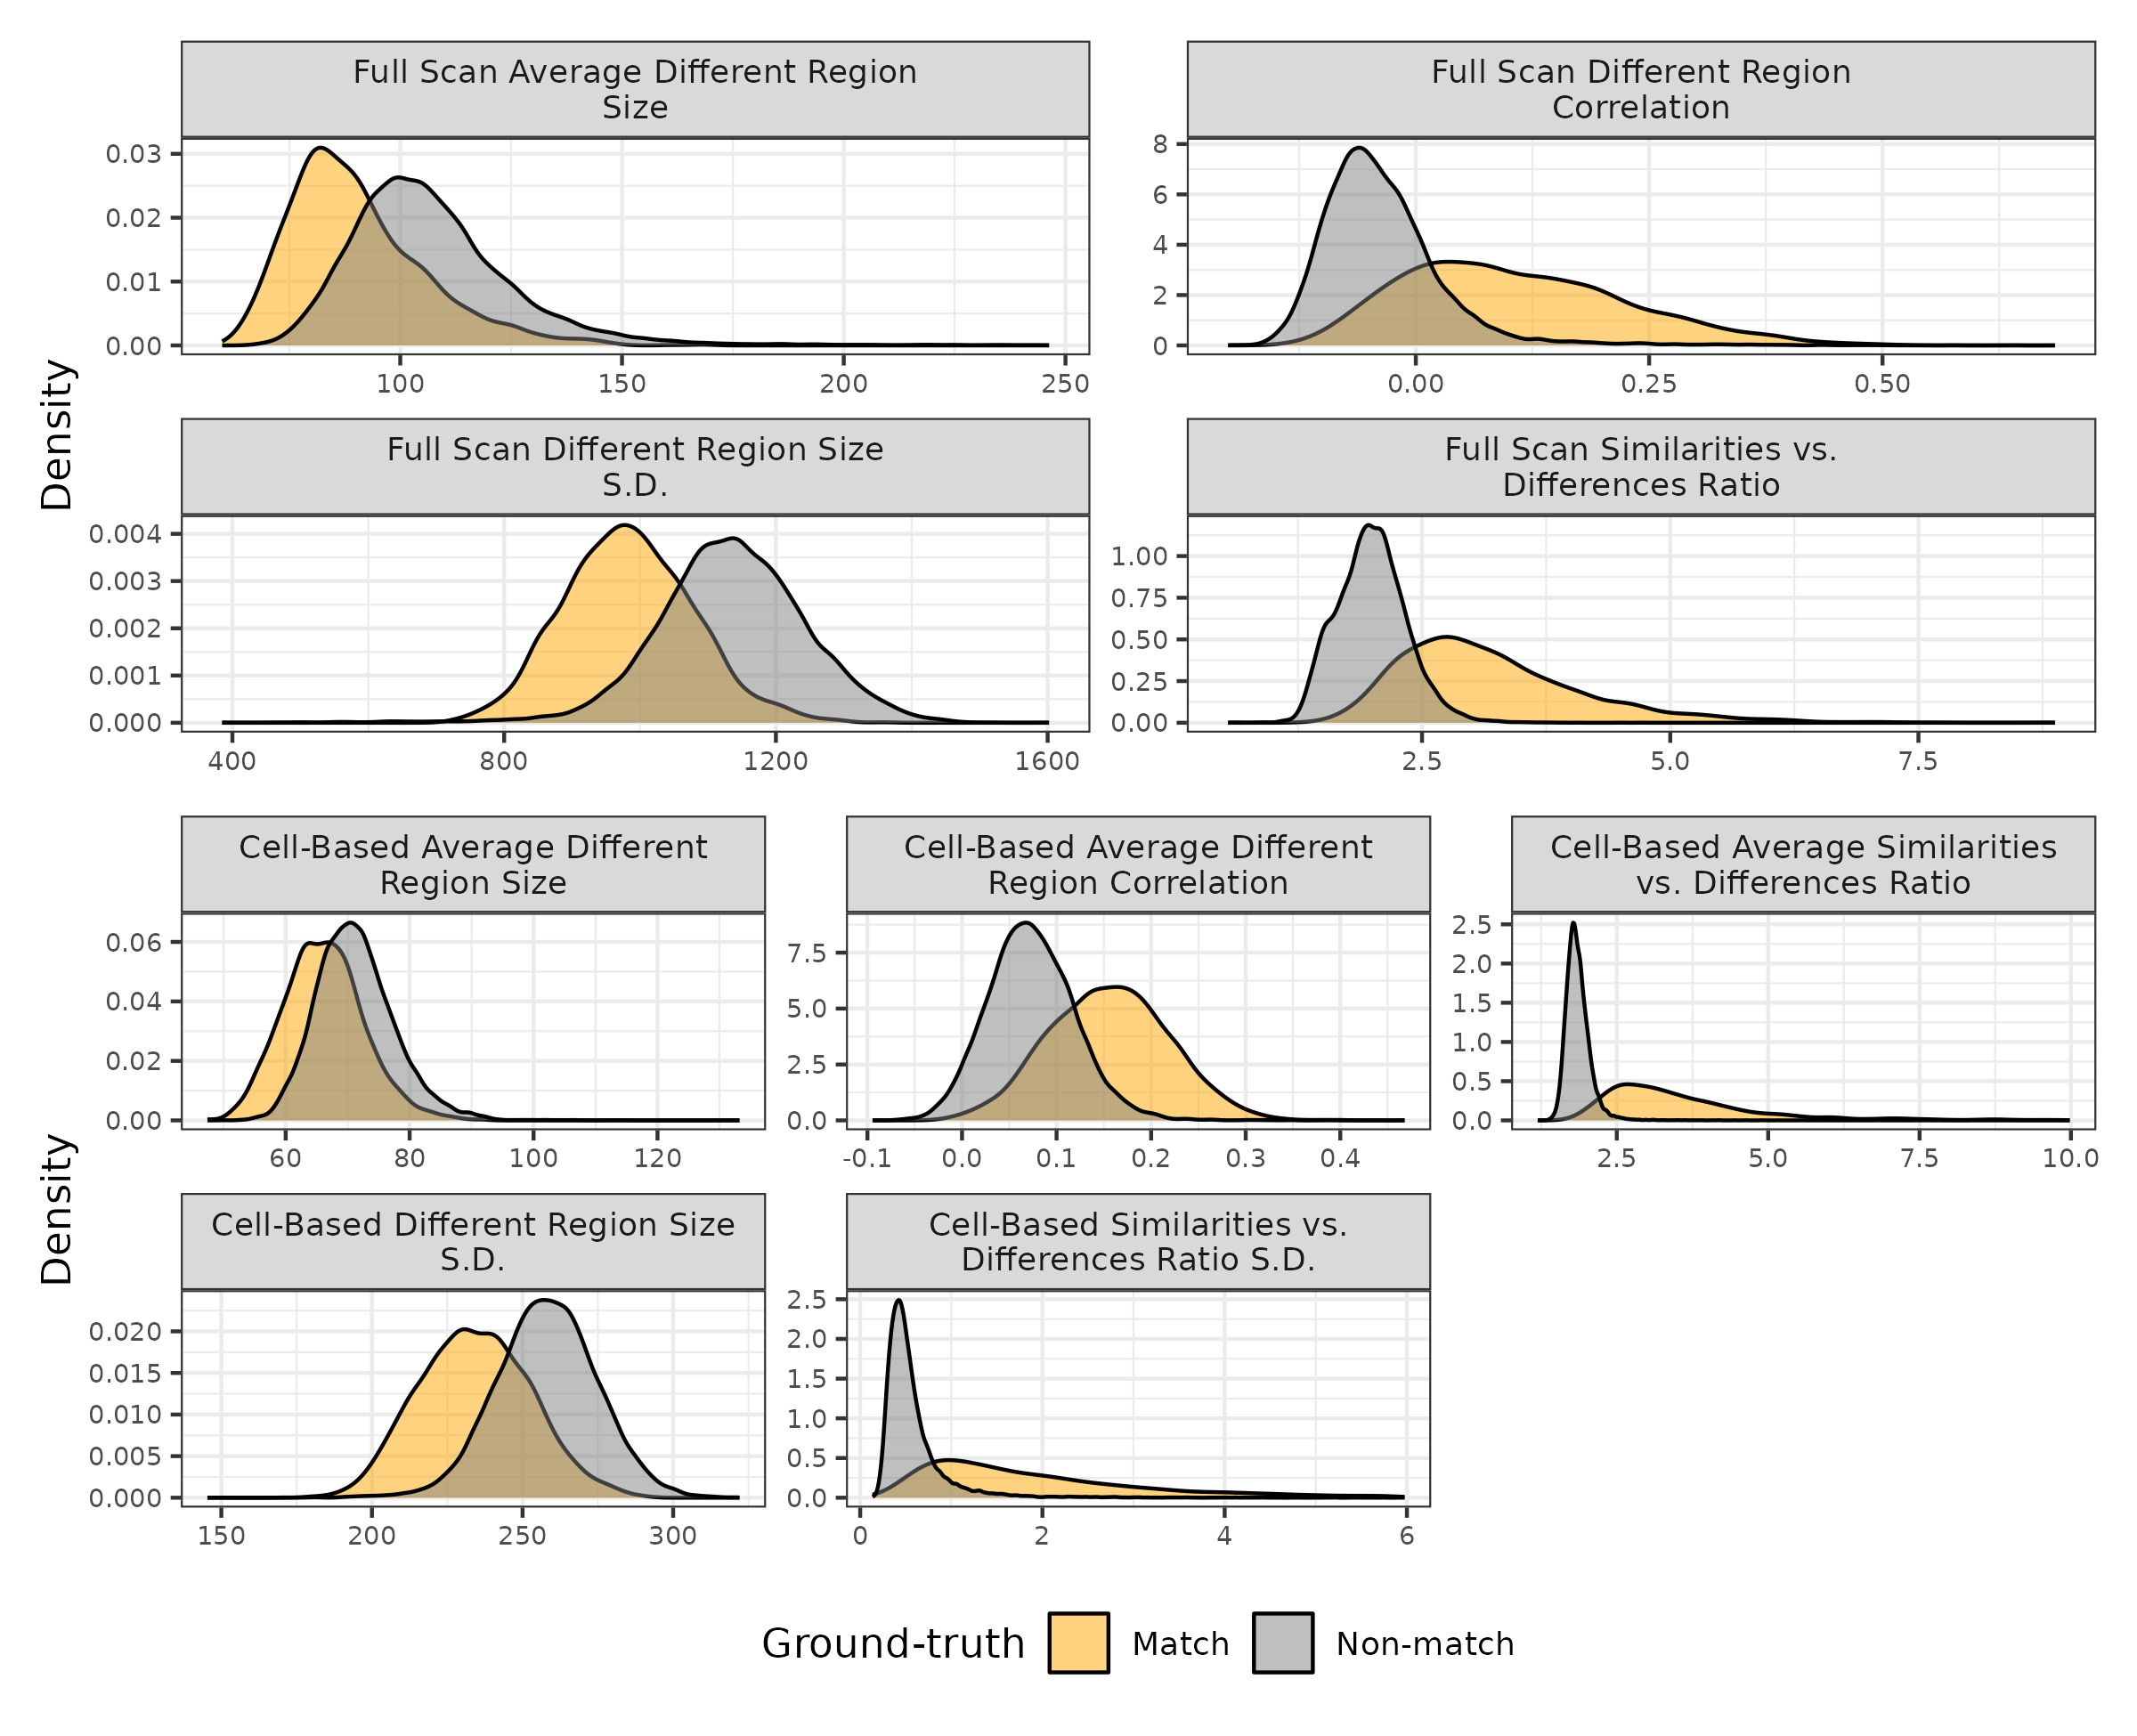 Full Scan Average Different Region
Size
Full Scan Different Region
Correlation
0.03
0.02
0.01
0.00
100 150 200 250
8
6
4
2
0
0.00 0.25 0.50
Density
Full Scan Different Region Size
S.D.
Full Scan Similarities vs.
Differences Ratio
0.004
0.003
0.002
0.001
0.000
400 800 1200 1600
1.00
0.75
0.50
0.25
0.00
2.5 5.0 7.5
Cell-Based Average Different
Region Size
Cell-Based Average Different
Region Correlation
Cell-Based Average Similarities
vs. Differences Ratio
0.06
0.04
0.02
0.00
60 80 100 120
7.5
5.0
2.5
0.0
-0.1 0.0 0.1 0.2 0.3 0.4
2.5
2.0
1.5
1.0
0.5
0.0
2.5 5.0 7.5 10.0
Density
Cell-Based Different Region Size
S.D.
Cell-Based Similarities vs.
Differences Ratio S.D.
0.020
0.015
0.010
0.005
0.000
150 200 250 300
2.5
2.0
1.5
1.0
0.5
0.0
0 2 4 6
Ground-truth Match Non-match